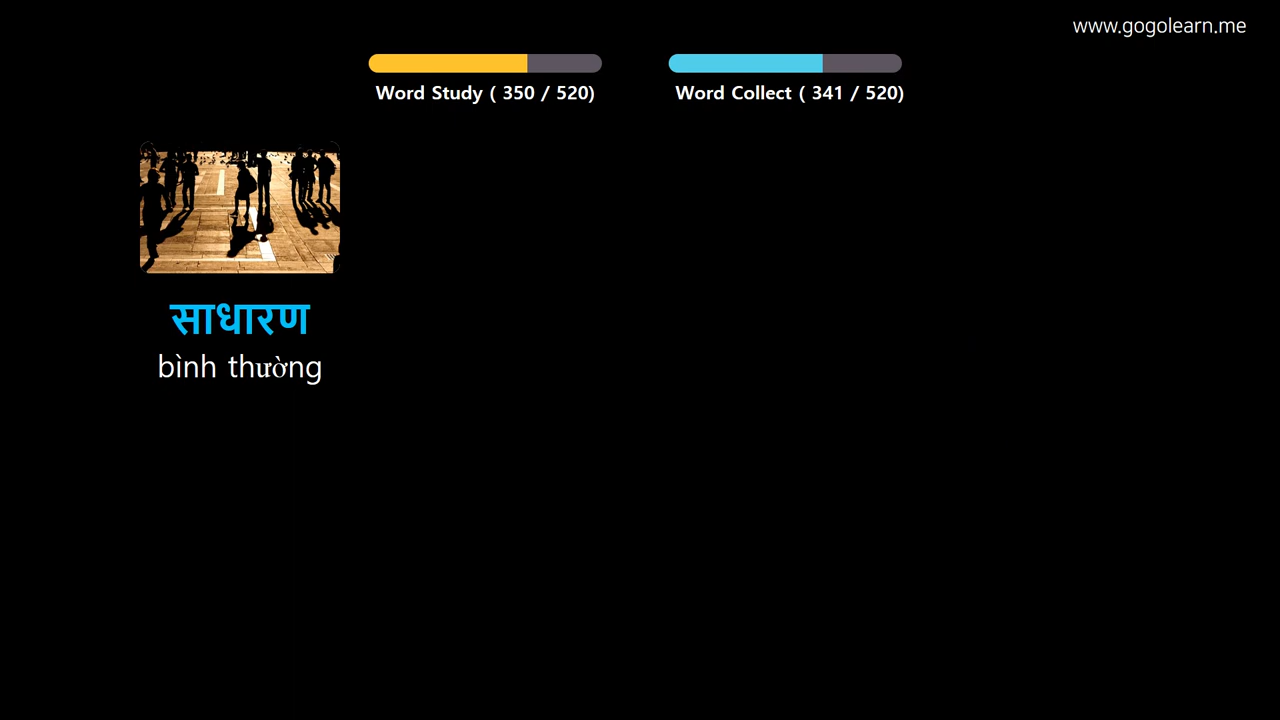 www.gogolearn.me
Word Study ( 350 / 520)
Word Collect ( 341 / 520)
साधारण
bình thường